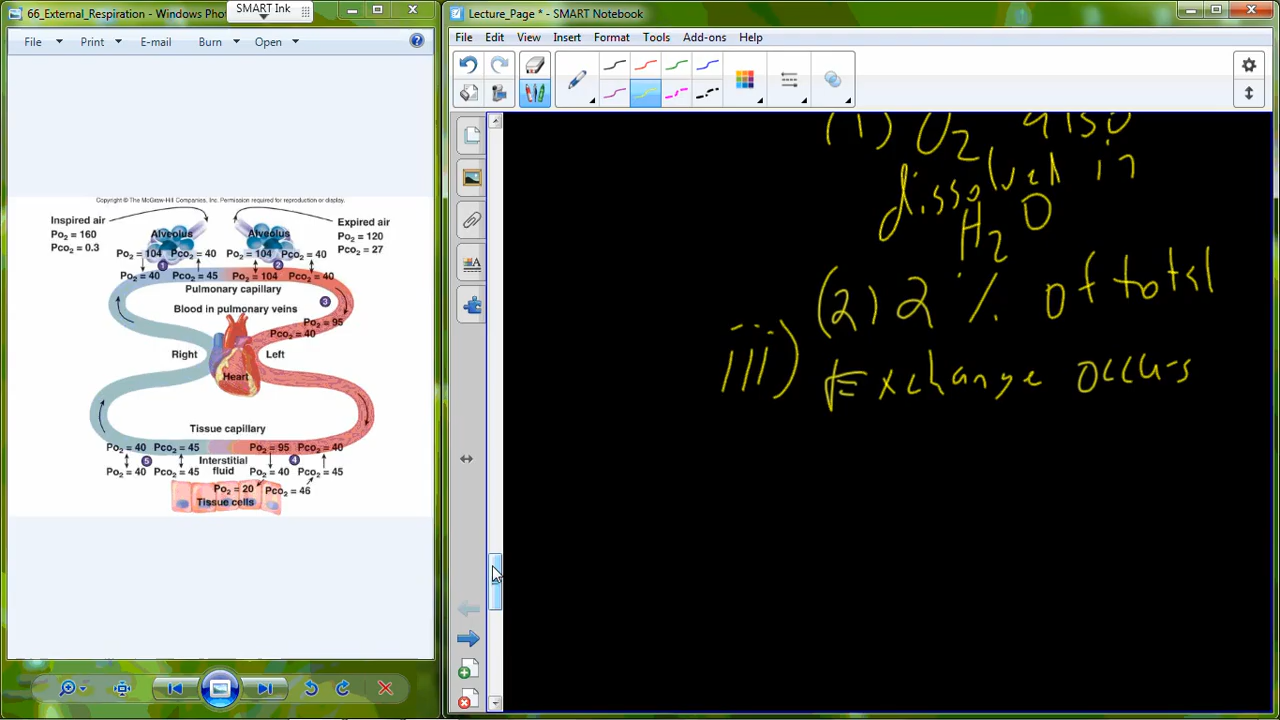 66_External_Respiration - Windows Pho
SMART Ink
File Print E-mail Burn Open
Copyright © The McGraw-Hill Companies, Inc. Permission required for reproduction or display.
Inspired air
Po2 = 160
Pco2 = 0.3
Expired air
Po2 = 120
Pco2 = 27
Alveolus Alveolus
Po2 = 104 Pco2 = 40 Po2 = 104 Pco2 = 40
1 2
Po2 = 40 Pco2 = 45 Po2 = 104 Pco2 = 40
Pulmonary capillary
3
Blood in pulmonary veins
Po2 = 95
Pco2 = 40
Right Left
Heart
Tissue capillary
Po2 = 40 Pco2 = 45 Po2 = 95 Pco2 = 40
5 Interstitial 4
fluid
Po2 = 40 Pco2 = 45 Po2 = 40 Pco2 = 45
Po2 = 20 Pco2 = 46
Tissue cells
Lecture_Page * - SMART Notebook
File Edit View Insert Format Tools Add-ons Help
(1) O2 also
dissolved in
H2O
(2) 2 % of total
iii) Exchange occurs